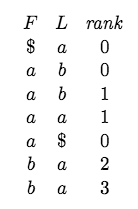 F L rank
$ a 0
a b 0
a b 1
a a 1
a $ 0
b a 2
b a 3